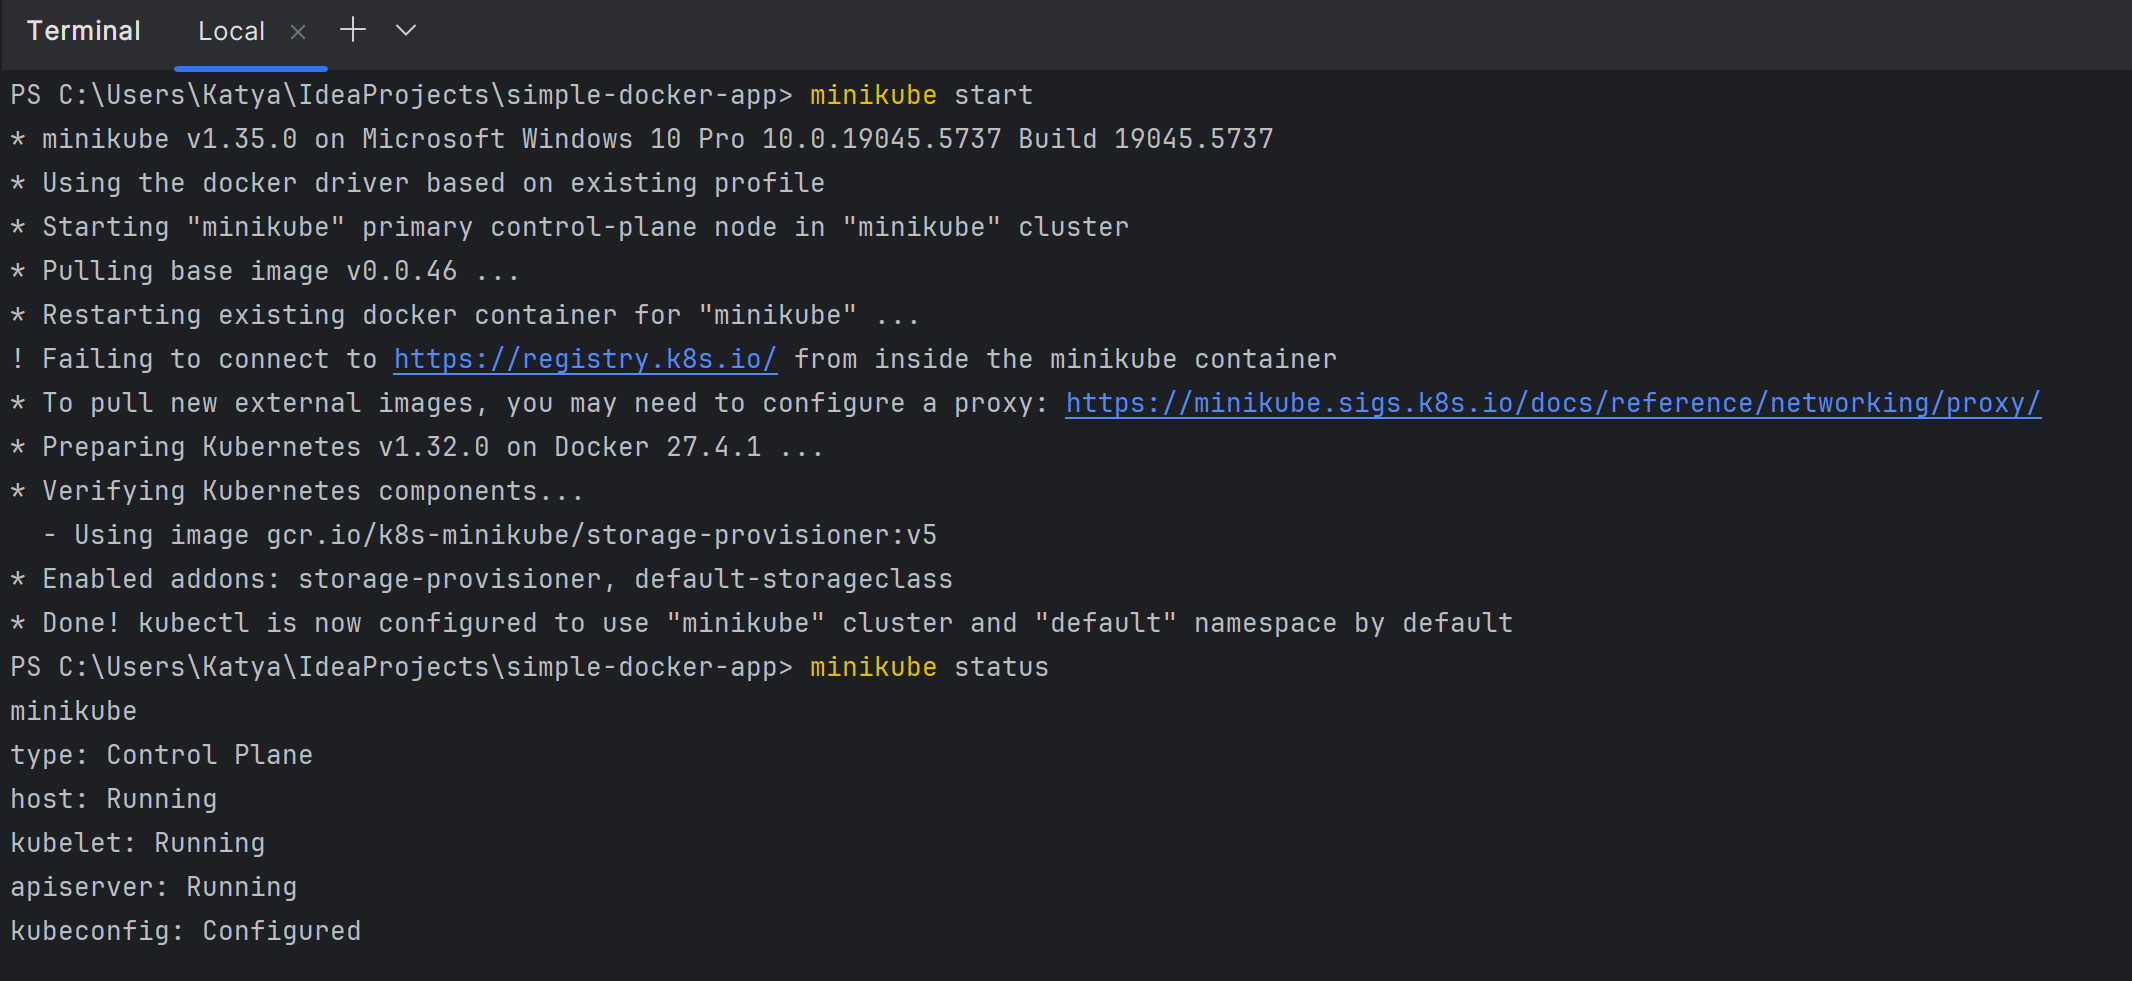 Terminal Local
PS C:\Users\Katya\IdeaProjects\simple-docker-app> minikube start
* minikube v1.35.0 on Microsoft Windows 10 Pro 10.0.19045.5737 Build 19045.5737
* Using the docker driver based on existing profile
* Starting "minikube" primary control-plane node in "minikube" cluster
* Pulling base image v0.0.46 ...
* Restarting existing docker container for "minikube" ...
! Failing to connect to https://registry.k8s.io/ from inside the minikube container
* To pull new external images, you may need to configure a proxy: https://minikube.sigs.k8s.io/docs/reference/networking/proxy/
* Preparing Kubernetes v1.32.0 on Docker 27.4.1 ...
* Verifying Kubernetes components...
  - Using image gcr.io/k8s-minikube/storage-provisioner:v5
* Enabled addons: storage-provisioner, default-storageclass
* Done! kubectl is now configured to use "minikube" cluster and "default" namespace by default
PS C:\Users\Katya\IdeaProjects\simple-docker-app> minikube status
minikube
type: Control Plane
host: Running
kubelet: Running
apiserver: Running
kubeconfig: Configured